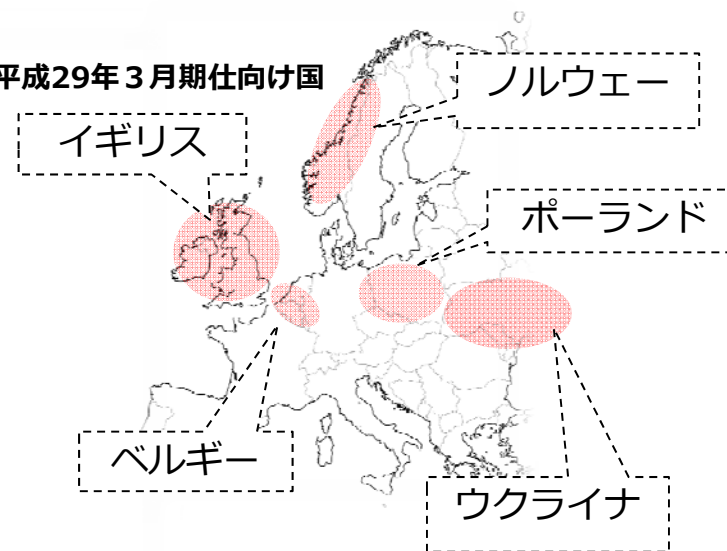 平成29年３月期仕向け国
ノルウェー
イギリス
ポーランド
ベルギー
ウクライナ